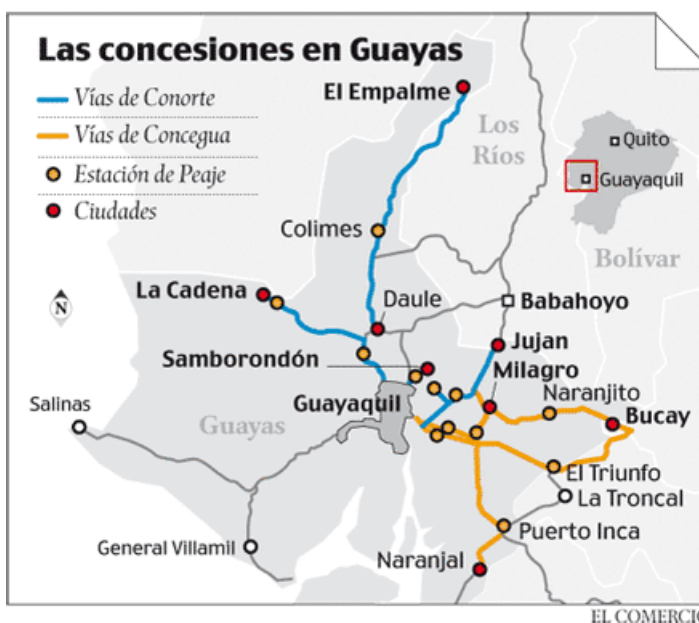 Las concesiones en Guayas
Vías de Conorte
Vías de Concegua
Estación de Peaje
Ciudades
El Empalme
Los
Ríos
Quito
Guayaquil
Colimes
Bolívar
La Cadena
N
Daule
Babahoyo
Samborondón
Jujan
Milagro
Naranjito
Salinas
Guayas
Guayaquil
Bucay
El Triunfo
La Troncal
General Villamil
Puerto Inca
Naranjal
EL COMERCIO